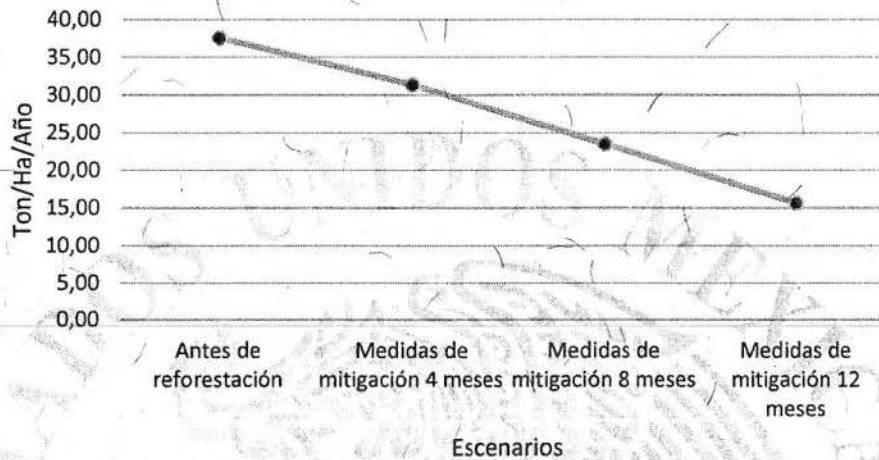 40,00
35,00
30,00
25,00
20,00
15,00
10,00
5,00
0,00
Ton/Ha/Año
Antes de
reforestación
Medidas de
mitigación 4 meses
Medidas de
mitigación 8 meses
Medidas de
mitigación 12
meses
Escenarios
UNIDOS